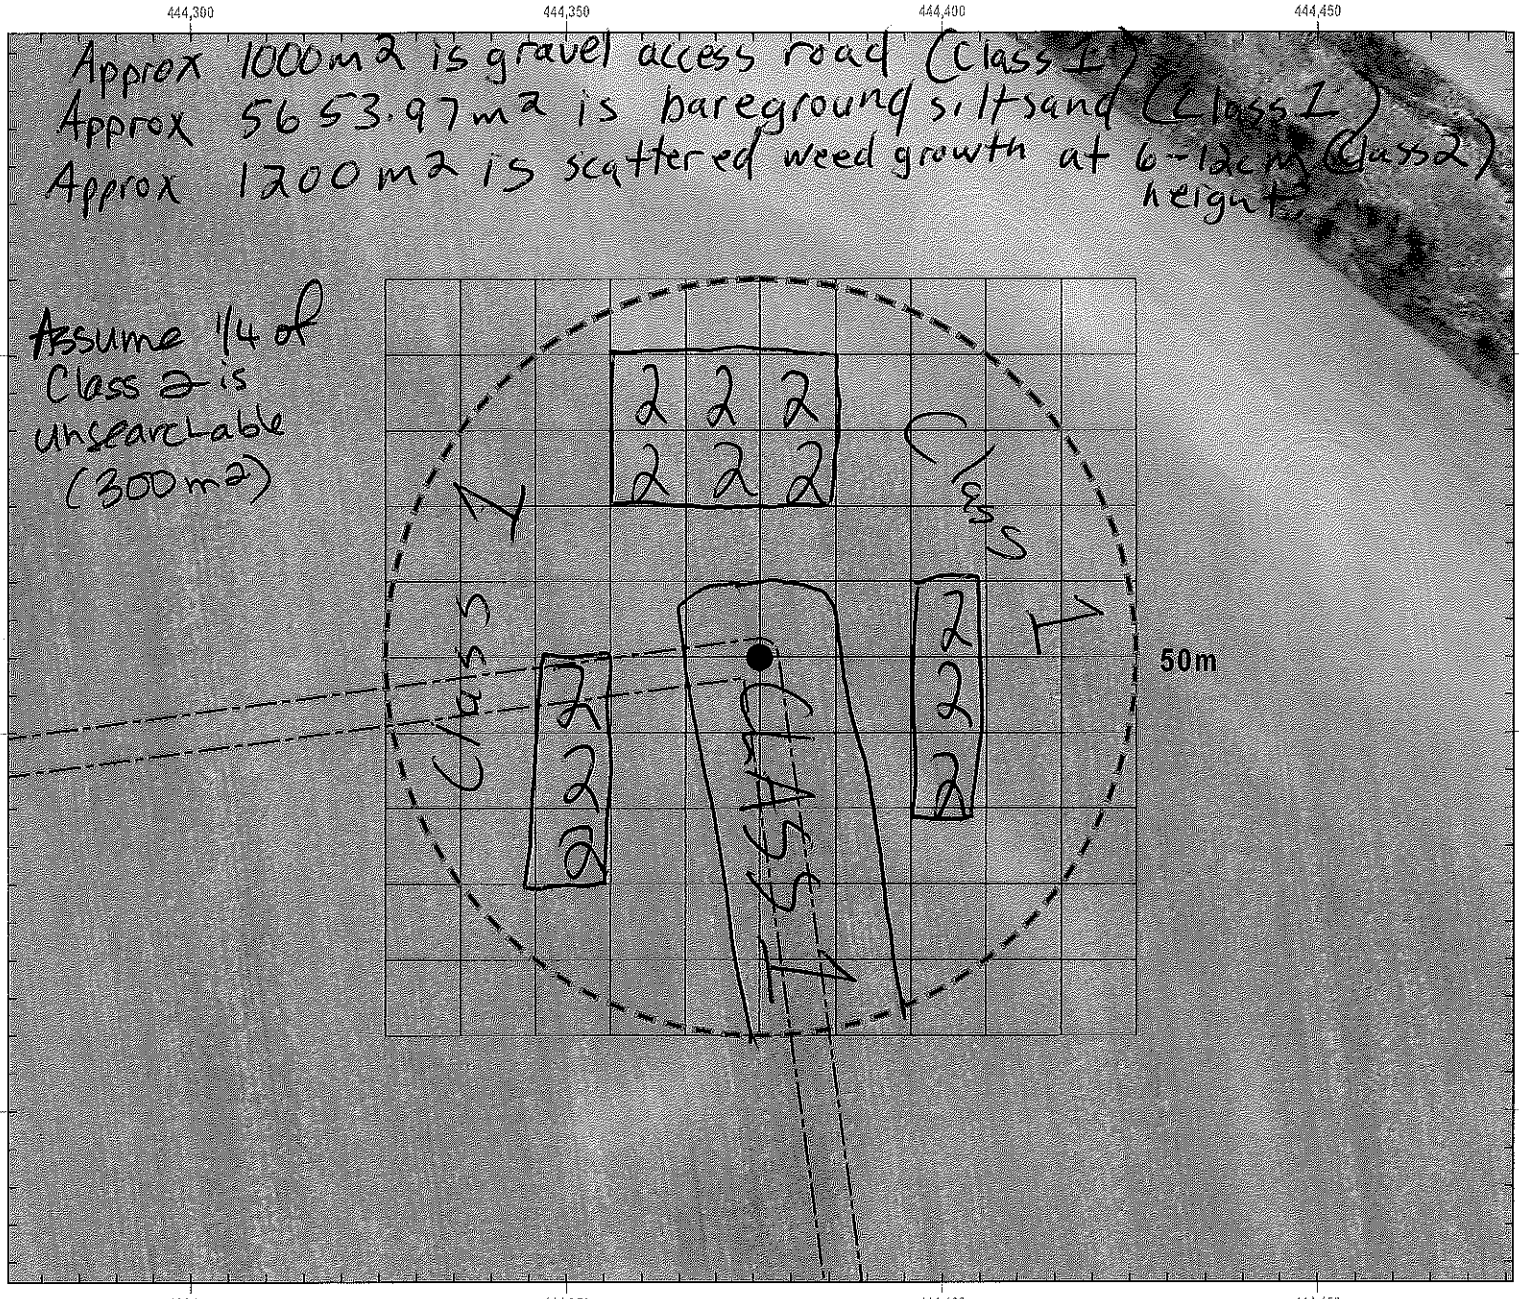 444,300 444,350 444,400 444,450
Approx 1000m2 is gravel access road (Class 1)
Approx 5653.97m2 is bareground siltsand (Class 1)
Approx 1200m2 is scattered weed growth at 6-12cm (Class 2)
height.
Assume 1/4 of
Class 2 is
unsearchable
(300m2)
2 2 2
2 2 2
Class 1
Class 1
2
2
2
50m
2
2
2
CLASS 1